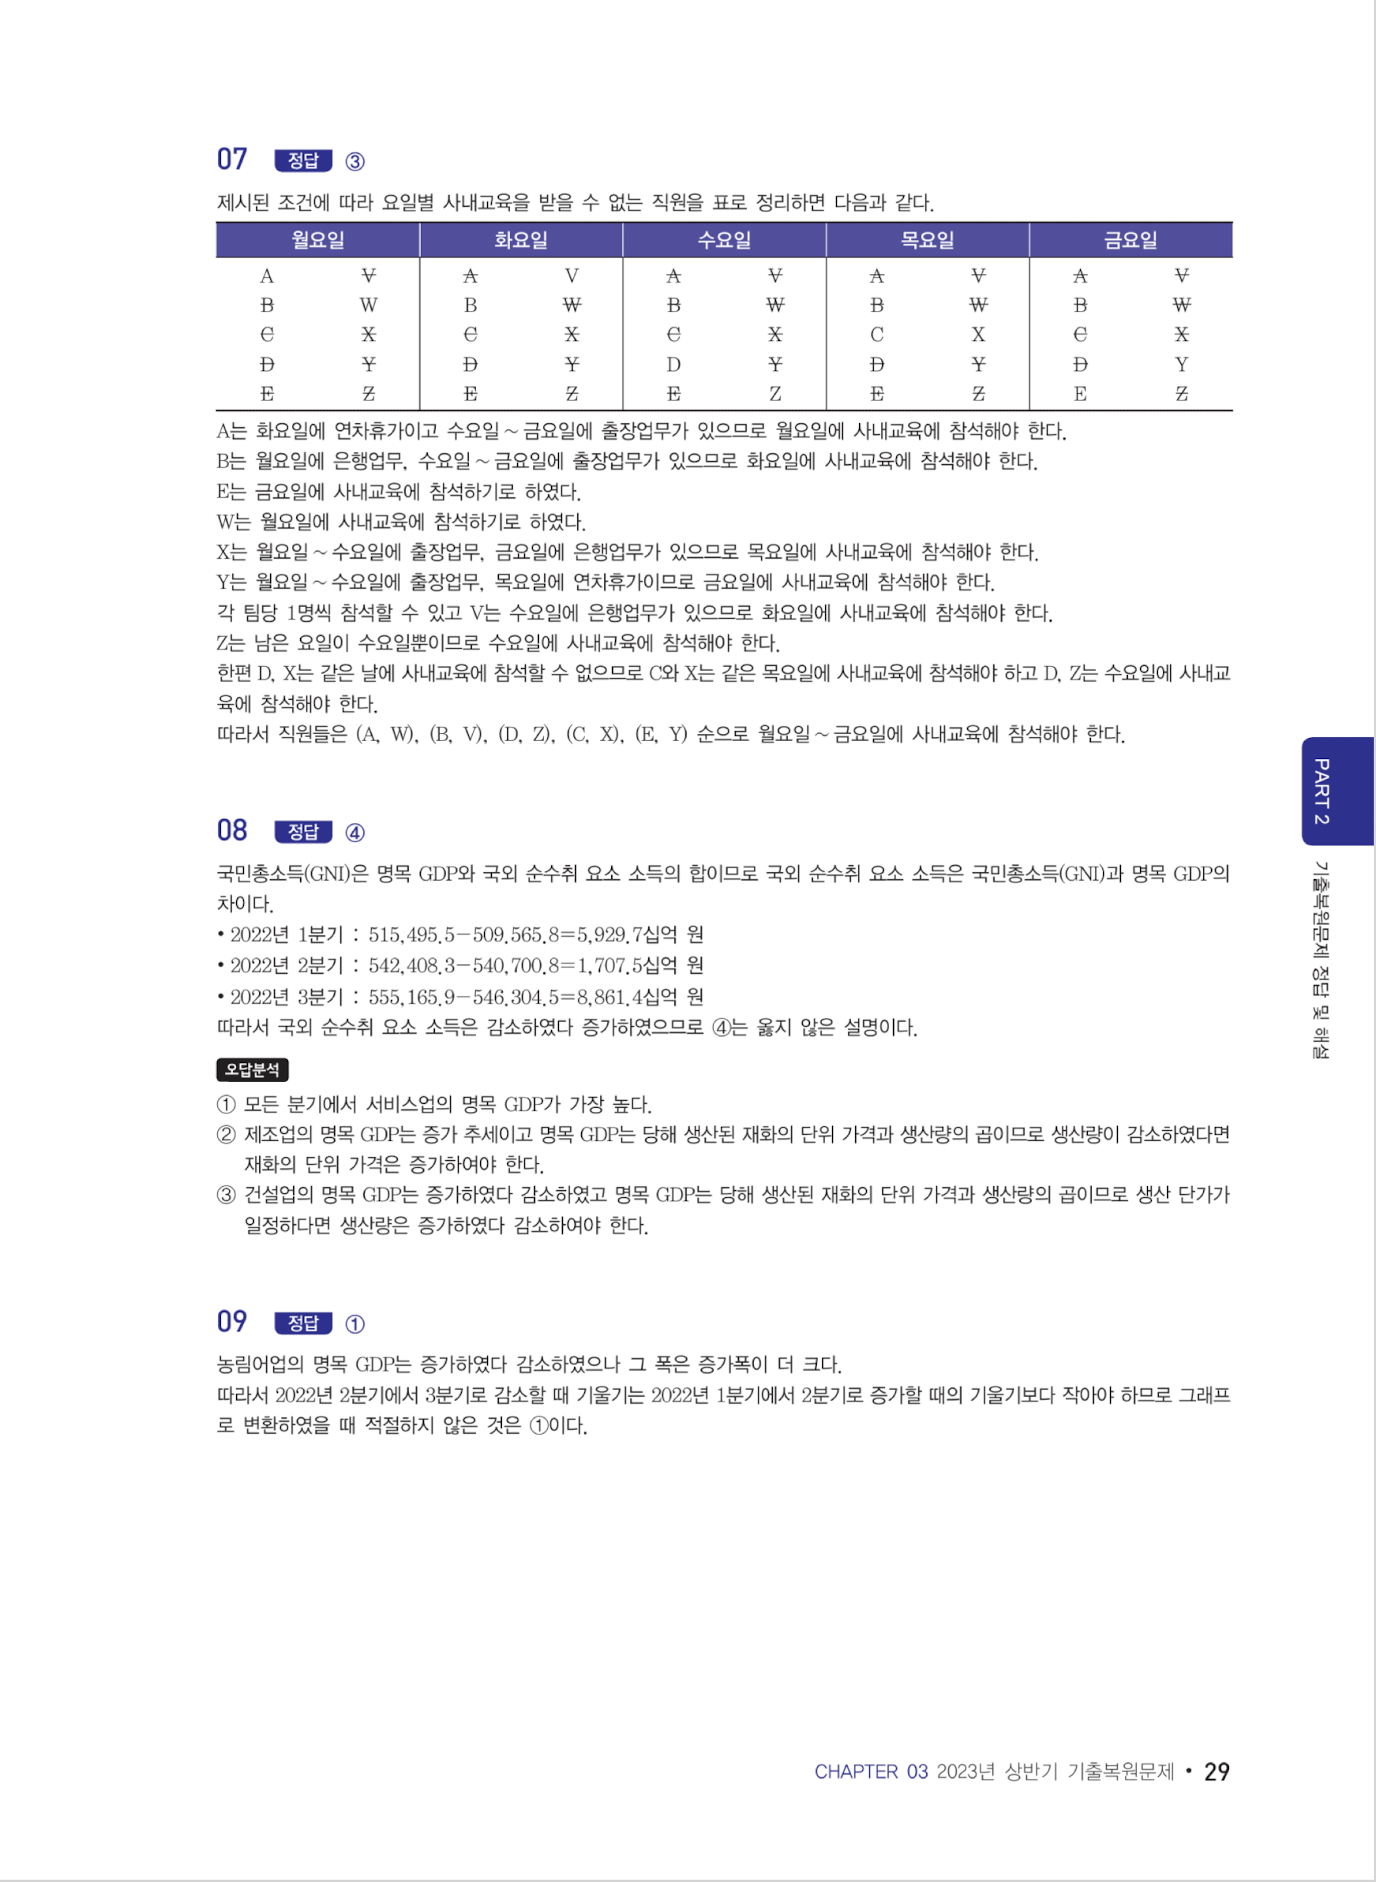 07 정답 ③
제시된 조건에 따라 요일별 사내교육을 받을 수 없는 직원을 표로 정리하면 다음과 같다.
월요일 화요일 수요일 목요일 금요일
A V A V A V A V A V
B W B W B W B W B W
C X C X C X C X C X
D Y D Y D Y D Y D Y
E Z E Z E Z E Z E Z
A는 화요일에 연차휴가이고 수요일~금요일에 출장업무가 있으므로 월요일에 사내교육에 참석해야 한다.
B는 월요일에 은행업무, 수요일~금요일에 출장업무가 있으므로 화요일에 사내교육에 참석해야 한다.
E는 금요일에 사내교육에 참석하기로 하였다.
W는 월요일에 사내교육에 참석하기로 하였다.
X는 월요일~수요일에 출장업무, 금요일에 은행업무가 있으므로 목요일에 사내교육에 참석해야 한다.
Y는 월요일~수요일에 출장업무, 목요일에 연차휴가이므로 금요일에 사내교육에 참석해야 한다.
각 팀당 1명씩 참석할 수 있고 V는 수요일에 은행업무가 있으므로 화요일에 사내교육에 참석해야 한다.
Z는 남은 요일이 수요일뿐이므로 수요일에 사내교육에 참석해야 한다.
한편 D, X는 같은 날에 사내교육에 참석할 수 없으므로 C와 X는 같은 목요일에 사내교육에 참석해야 하고 D, Z는 수요일에 사내교
육에 참석해야 한다.
따라서 직원들은 (A, W), (B, V), (D, Z), (C, X), (E, Y) 순으로 월요일~금요일에 사내교육에 참석해야 한다.
08 정답 ④
국민총소득(GNI)은 명목 GDP와 국외 순수취 요소 소득의 합이므로 국외 순수취 요소 소득은 국민총소득(GNI)과 명목 GDP의
차이다.
• 2022년 1분기 : 515,495.5−509,565.8=5,929.7십억 원
• 2022년 2분기 : 542,408.3−540,700.8=1,707.5십억 원
• 2022년 3분기 : 555,165.9−546,304.5=8,861.4십억 원
따라서 국외 순수취 요소 소득은 감소하였다 증가하였으므로 ④는 옳지 않은 설명이다.
오답분석
① 모든 분기에서 서비스업의 명목 GDP가 가장 높다.
② 제조업의 명목 GDP는 증가 추세이고 명목 GDP는 당해 생산된 재화의 단위 가격과 생산량의 곱이므로 생산량이 감소하였다면
재화의 단위 가격은 증가하여야 한다.
③ 건설업의 명목 GDP는 증가하였다 감소하였고 명목 GDP는 당해 생산된 재화의 단위 가격과 생산량의 곱이므로 생산 단가가
일정하다면 생산량은 증가하였다 감소하여야 한다.
09 정답 ①
농림어업의 명목 GDP는 증가하였다 감소하였으나 그 폭은 증가폭이 더 크다.
따라서 2022년 2분기에서 3분기로 감소할 때 기울기는 2022년 1분기에서 2분기로 증가할 때의 기울기보다 작아야 하므로 그래프
로 변환하였을 때 적절하지 않은 것은 ①이다.
PART 2
기출복원문제 정답 및 해설
CHAPTER 03 2023년 상반기 기출복원문제 • 29